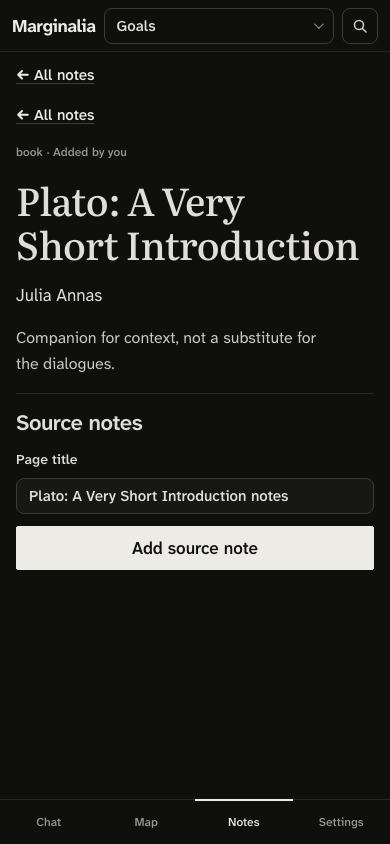 Marginalia
Goals
← All notes
← All notes
book · Added by you
Plato: A Very
Short Introduction
Julia Annas
Companion for context, not a substitute for
the dialogues.
Source notes
Page title
Plato: A Very Short Introduction notes
Add source note
Chat
Map
Notes
Settings